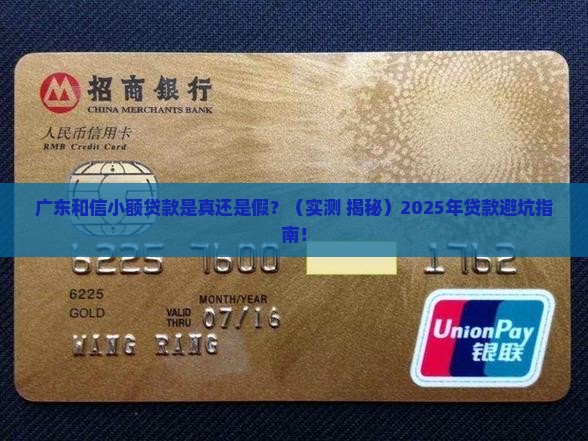 招商銀行
CHINA MERCHANTS BANK
人民币信用卡
RMB Credit Card
广东和信小额贷款是真还是假？（实测 揭秘）2025年贷款避坑指
南！
6225 7600 1762
6225
MONTH/YEAR
GOLD
VALID
THRU
07/16
WANG
UnionPay
银联